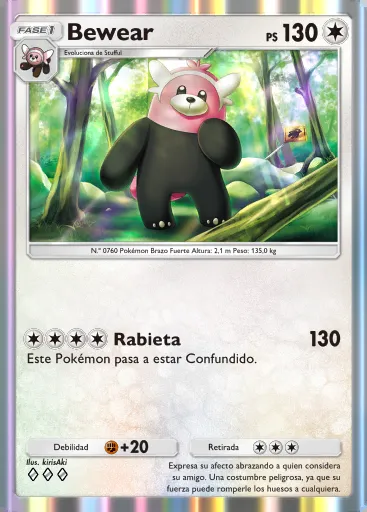 FASE 1 Bewear PS 130
Evoluciona de Stufful
N.º 0760 Pokémon Brazo Fuerte Altura: 2,1 m Peso: 135,0 kg
Rabieta 130
Este Pokémon pasa a estar Confundido.
Debilidad +20 Retirada
Ilus. kirisAki
Expresa su afecto abrazando a quien considera
su amigo. Una costumbre peligrosa, ya que su
fuerza puede romperle los huesos a cualquiera.